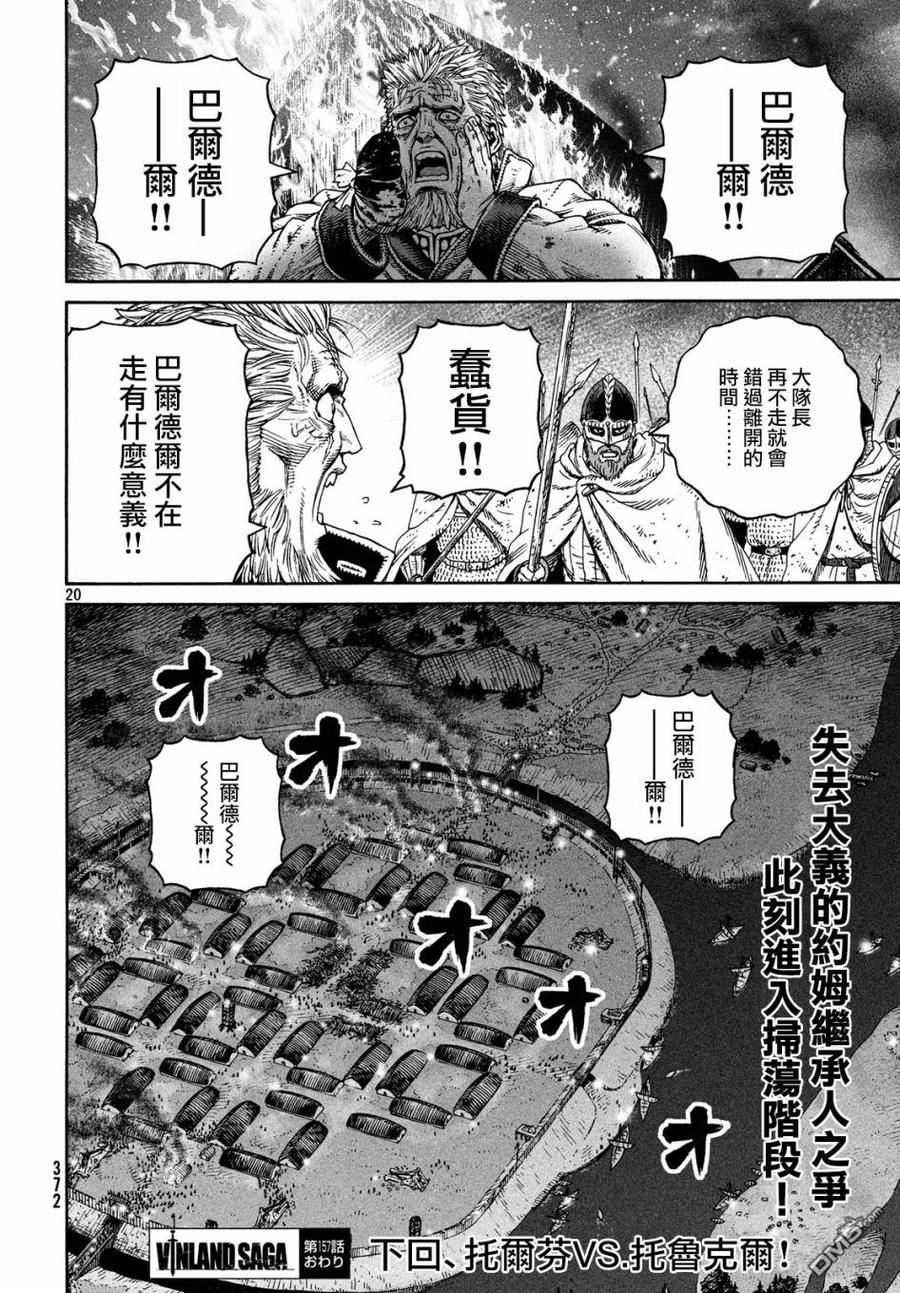 巴爾德
——爾!!
巴爾德—
——爾!!
大隊長
再不走就會
錯過離開的
時間………
蠢貨!!
巴爾德爾不在
走有什麼意義!!
20
巴爾德—
——爾!!
巴爾德～
～～～爾!!
オ
オ
オ
オ
オ
失去大義的約姆繼承人之爭
此刻進入掃蕩階段！
372
VINLAND SAGA
第157話
おわり
下回、托爾芬VS.托魯克爾！
DM5.COM